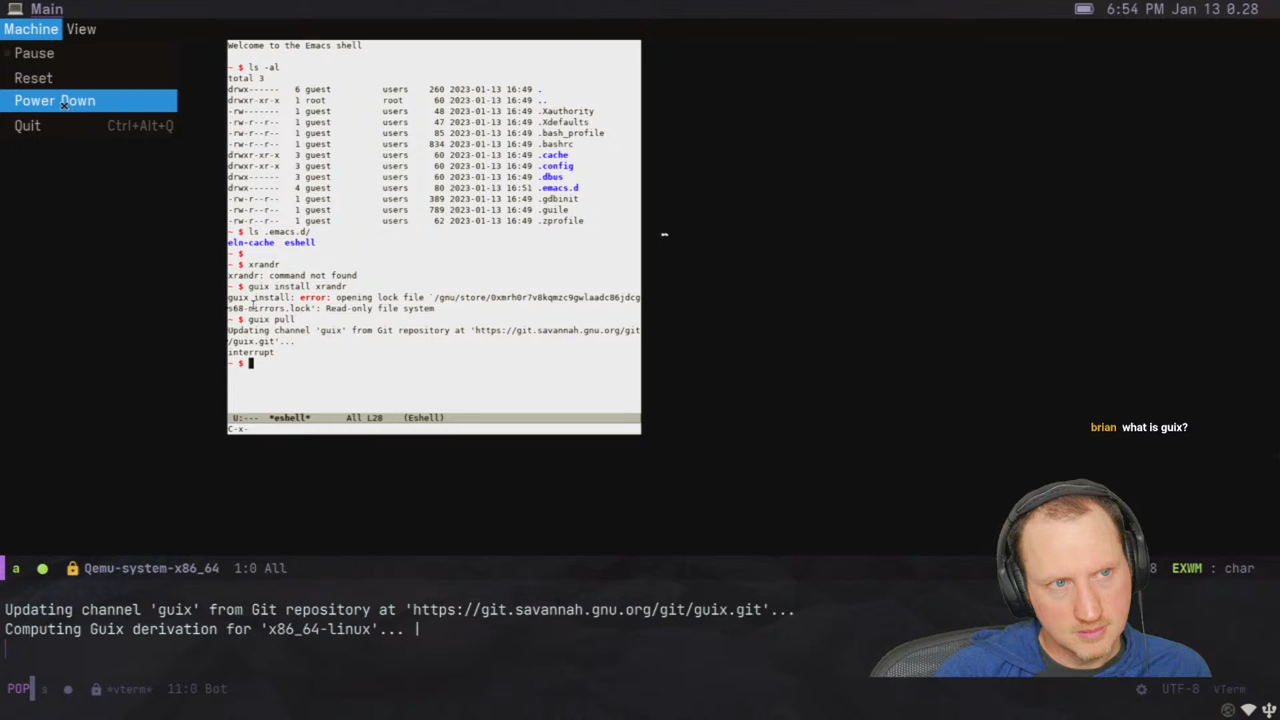 Main
6:54 PM Jan 13 0.28
Machine View
Pause
Reset
Power Down
Quit Ctrl+Alt+Q
Welcome to the Emacs shell
~ $ ls -al
total 3
drwx------ 6 guest users 260 2023-01-13 16:49 .
drwxr-xr-x 1 root root 60 2023-01-13 16:49 ..
-rw------- 1 guest users 48 2023-01-13 16:49 .Xauthority
-rw-r--r-- 1 guest users 47 2023-01-13 16:49 .Xdefaults
-rw-r--r-- 1 guest users 85 2023-01-13 16:49 .bash_profile
-rw-r--r-- 1 guest users 834 2023-01-13 16:49 .bashrc
drwxr-xr-x 3 guest users 60 2023-01-13 16:49 .cache
drwxr-xr-x 3 guest users 60 2023-01-13 16:49 .config
drwx------ 3 guest users 60 2023-01-13 16:49 .dbus
drwx------ 4 guest users 80 2023-01-13 16:51 .emacs.d
-rw-r--r-- 1 guest users 389 2023-01-13 16:49 .gdbinit
-rw-r--r-- 1 guest users 789 2023-01-13 16:49 .guile
-rw-r--r-- 1 guest users 62 2023-01-13 16:49 .zprofile
~ $ ls .emacs.d/
eln-cache eshell
~ $
~ $ xrandr
xrandr: command not found
~ $ guix install xrandr
guix install: error: opening lock file `/gnu/store/0xmrh0r7v8kqmzc9gwlaadc86jdcg
s68-mirrors.lock': Read-only file system
~ $ guix pull
Updating channel 'guix' from Git repository at 'https://git.savannah.gnu.org/git
/guix.git'...
interrupt
~ $
U:--- *eshell* All L28 (Eshell)
C-x-
brian what is guix?
a Qemu-system-x86_64 1:0 All
8 EXWM : char
Updating channel 'guix' from Git repository at 'https://git.savannah.gnu.org/git/guix.git'...
Computing Guix derivation for 'x86_64-linux'... |
POP s *vterm* 11:0 Bot
UTF-8 VTerm